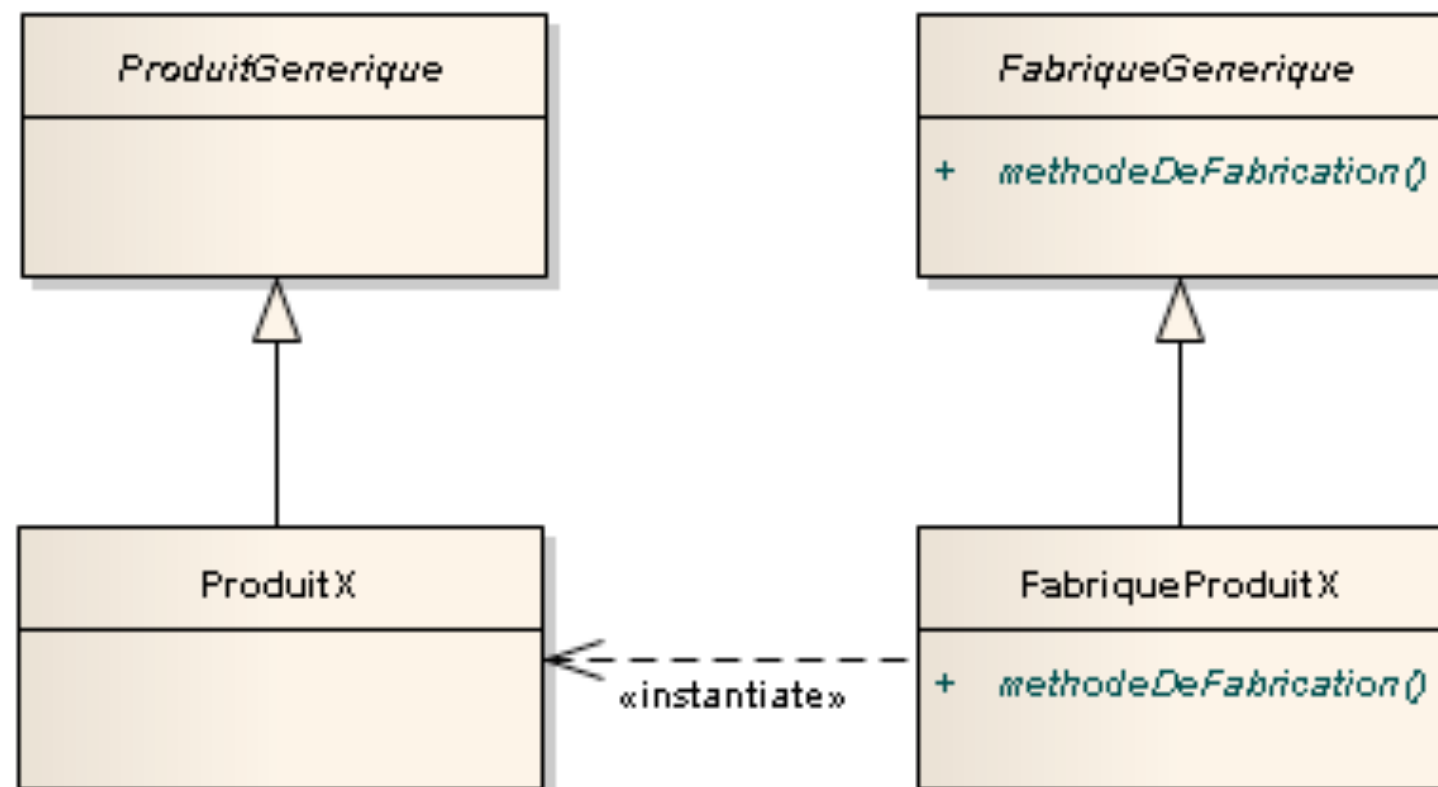 ProduitGenerique
FabriqueGenerique
+ methodeDeFabrication()
ProduitX
FabriqueProduitX
«instantiate»
+ methodeDeFabrication()